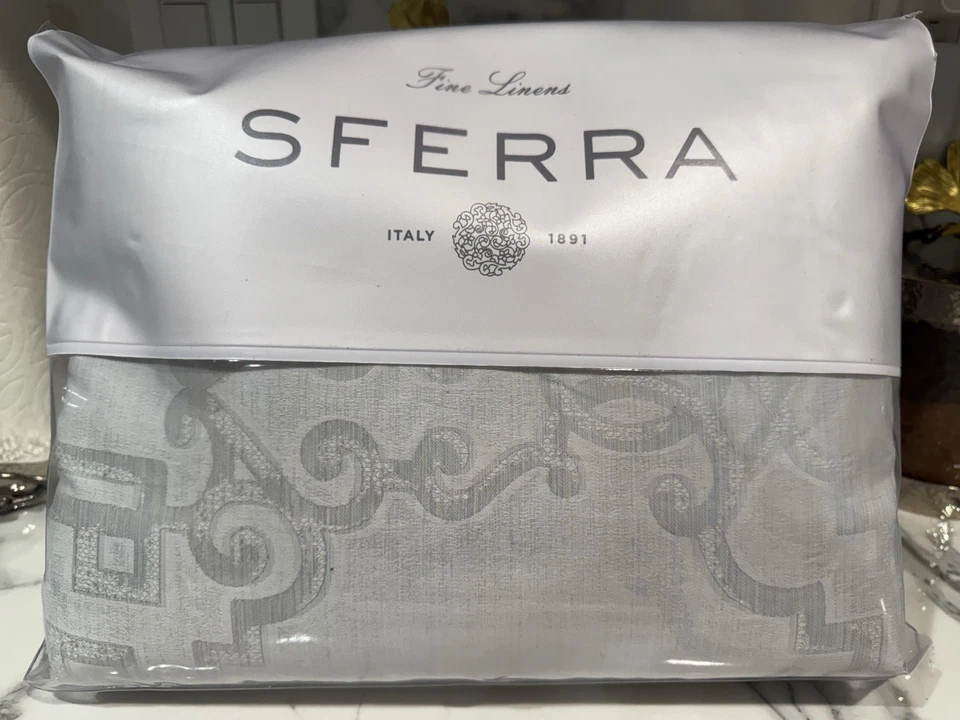 Fine Linens
SFERRA
ITALY 1891